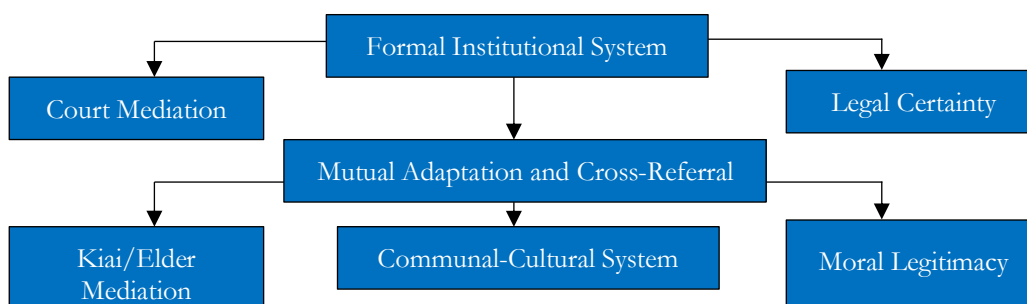 Formal Institutional System
Court Mediation
Legal Certainty
Mutual Adaptation and Cross-Referral
Kiai/Elder
Mediation
Communal-Cultural System
Moral Legitimacy